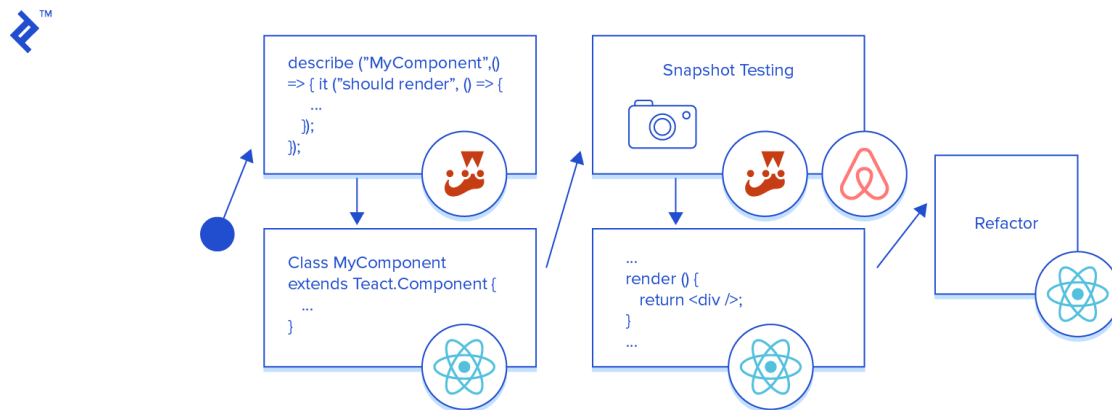 TM
describe ("MyComponent",()
=> { it ("should render", () => {
...
});
});
Snapshot Testing
Class MyComponent
extends Teact.Component {
...
}
...
render () {
return <div />;
}
...
Refactor